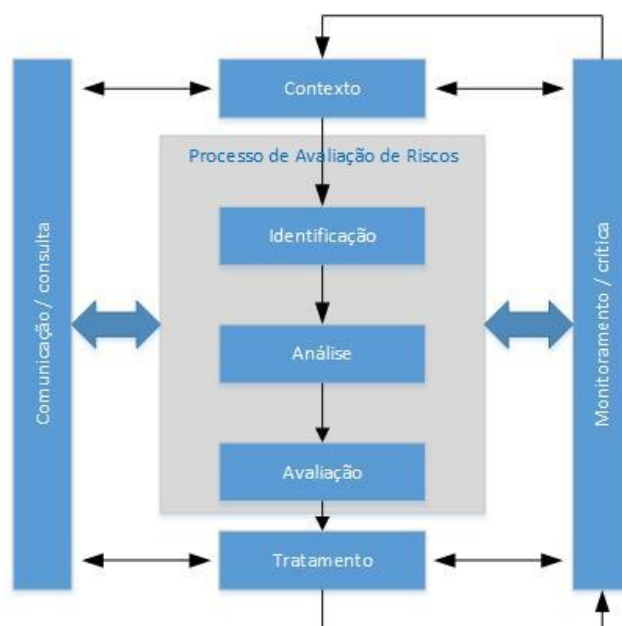 Contexto
Processo de Avaliação de Riscos
Identificação
Análise
Avaliação
Tratamento
Comunicação / consulta
Monitoramento / crítica